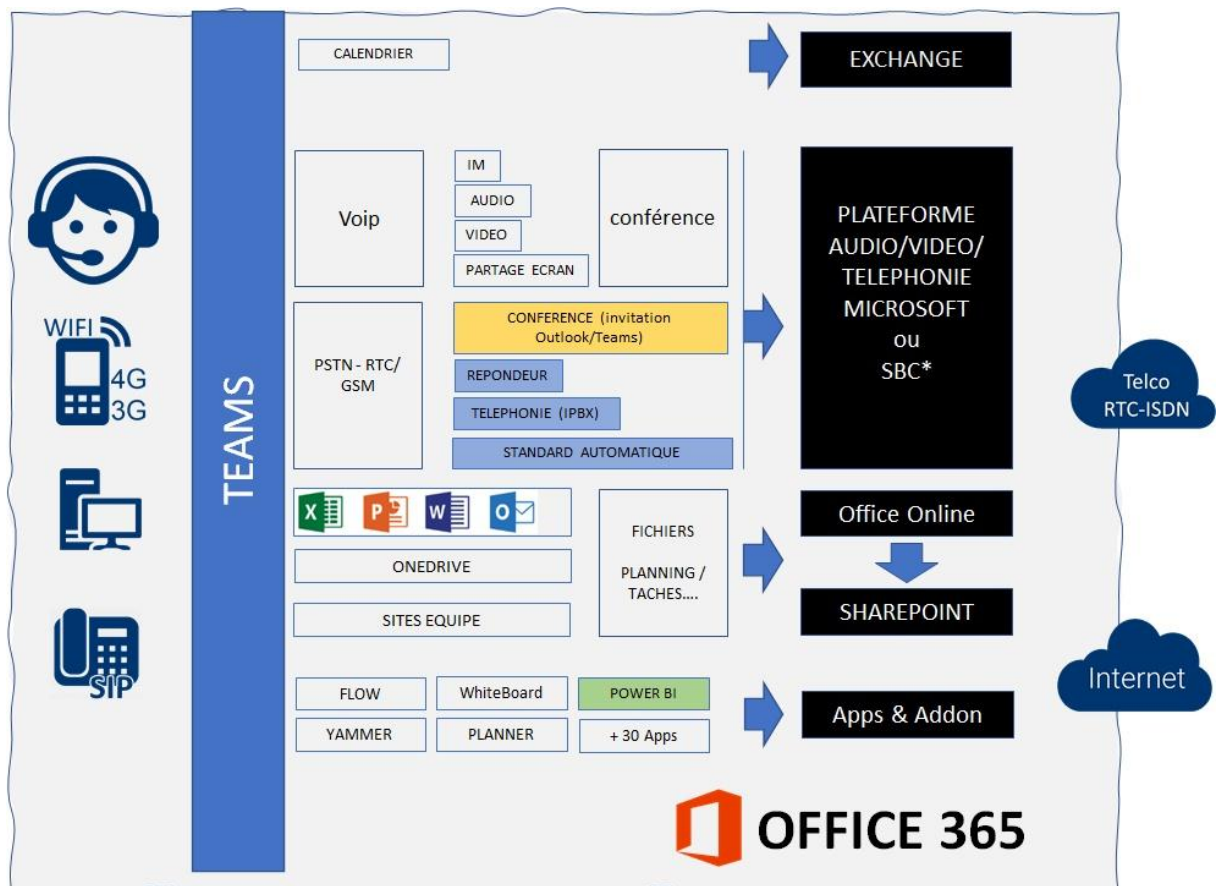 CALENDRIER
EXCHANGE
WIFI
4G
3G
SIP
TEAMS
Voip
IM
AUDIO
VIDEO
PARTAGE ECRAN
conférence
PSTN - RTC/
GSM
CONFERENCE (invitation
Outlook/Teams)
REPONDEUR
TELEPHONIE (IPBX)
STANDARD AUTOMATIQUE
PLATEFORME
AUDIO/VIDEO/
TELEPHONIE
MICROSOFT
ou
SBC*
Telco
RTC-ISDN
X
P
W
O
ONEDRIVE
SITES EQUIPE
FICHIERS
PLANNING /
TACHES....
Office Online
SHAREPOINT
Internet
FLOW
WhiteBoard
POWER BI
YAMMER
PLANNER
+ 30 Apps
Apps & Addon
OFFICE 365